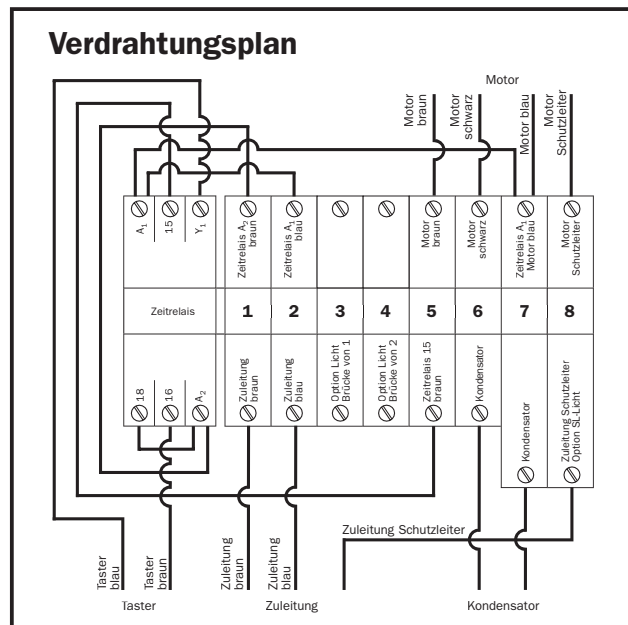 Verdrahtungsplan
Motor
Motor
braun
Motor
schwarz
Motor blau
Motor
Schutzleiter
A1
15
Y1
Zeitrelais A2
braun
Zeitrelais A1
blau
Motor
braun
Motor
schwarz
Zeitrelais A1
Motor blau
Motor
Schutzleiter
Zeitrelais
1
2
3
4
5
6
7
8
18
16
A2
Zuleitung
braun
Zuleitung
blau
Option Licht
Brücke von 1
Option Licht
Brücke von 2
Zeitrelais 15
braun
Kondensator
Kondensator
Zuleitung Schutzleiter
Option SL-Licht
Zuleitung Schutzleiter
Taster
blau
Taster
braun
Zuleitung
braun
Zuleitung
blau
Taster
Zuleitung
Kondensator